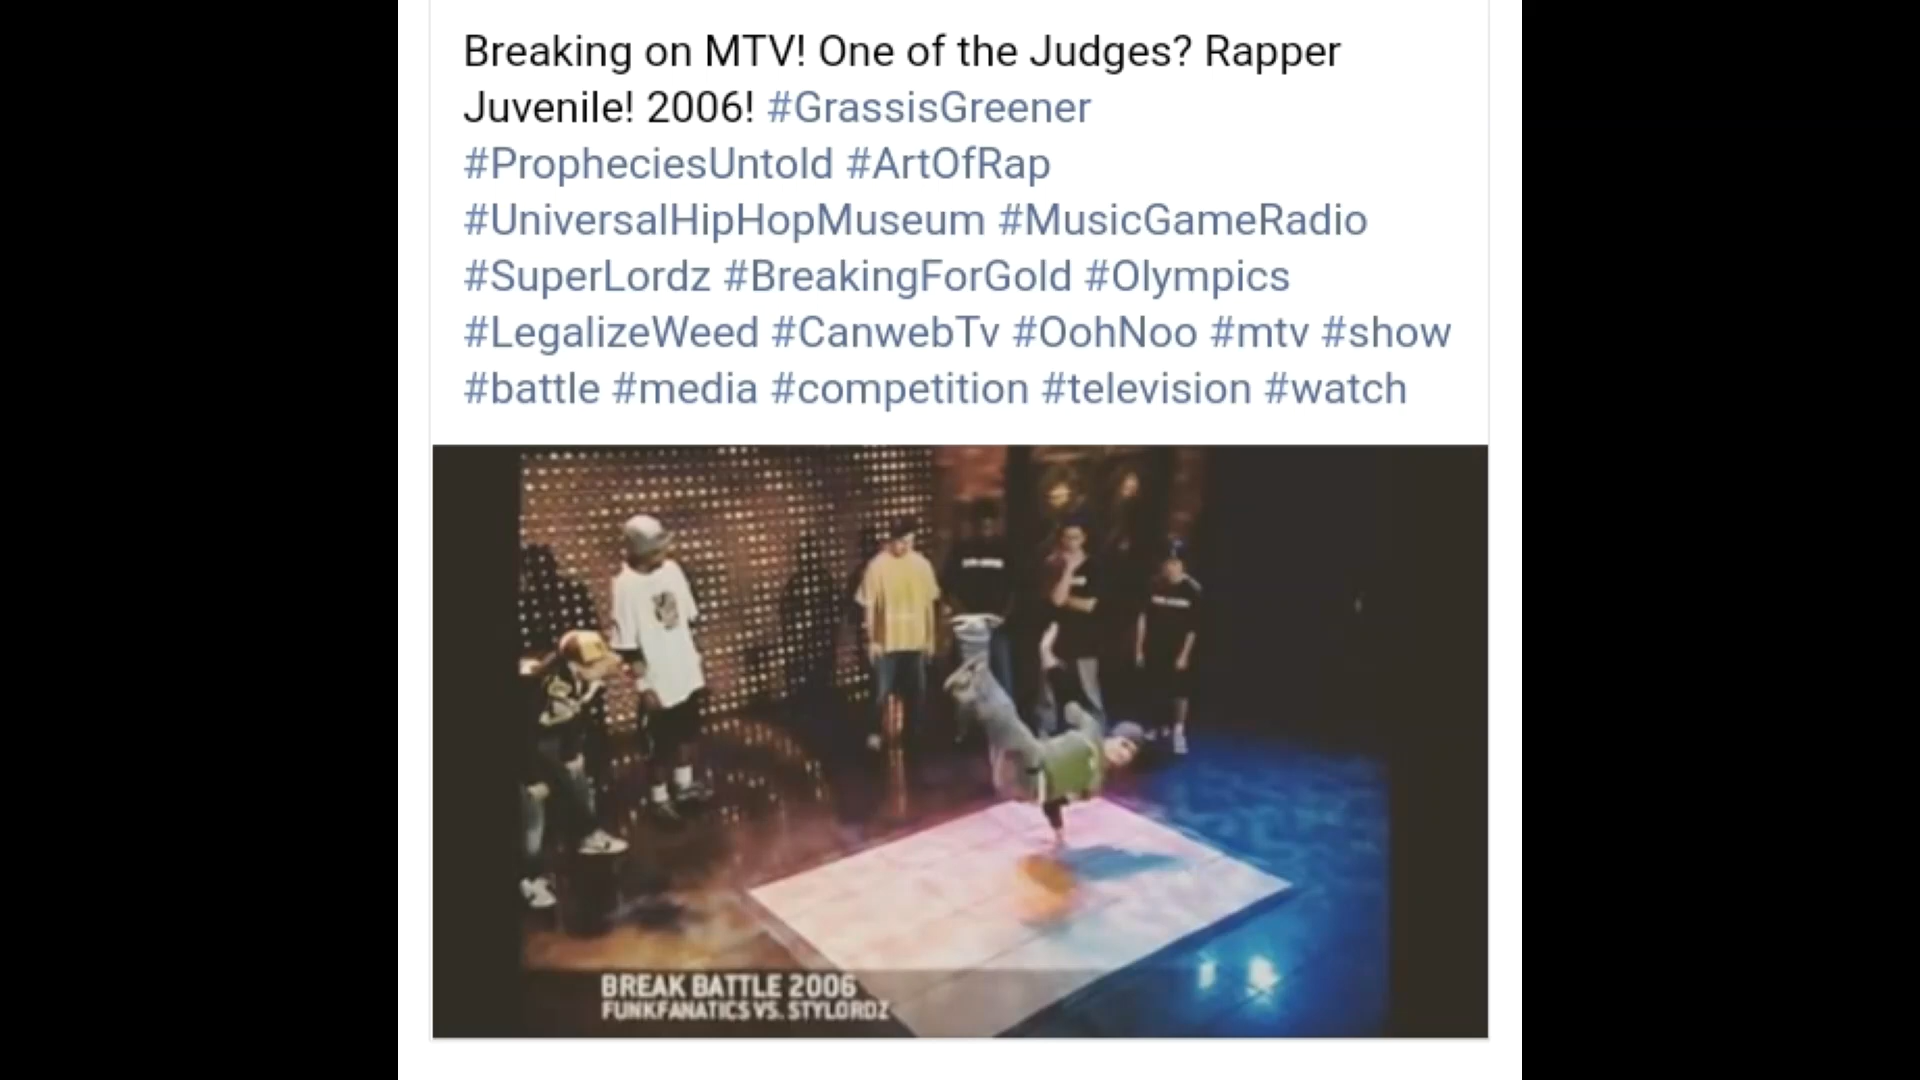 Breaking on MTV! One of the Judges? Rapper
Juvenile! 2006! #GrassisGreener
#PropheciesUntold #ArtOfRap
#UniversalHipHopMuseum #MusicGameRadio
#SuperLordz #BreakingForGold #Olympics
#LegalizeWeed #CanwebTv #OohNoo #mtv #show
#battle #media #competition #television #watch
BREAK BATTLE 2006
FUNKFANATICS VS. STYLORDZ